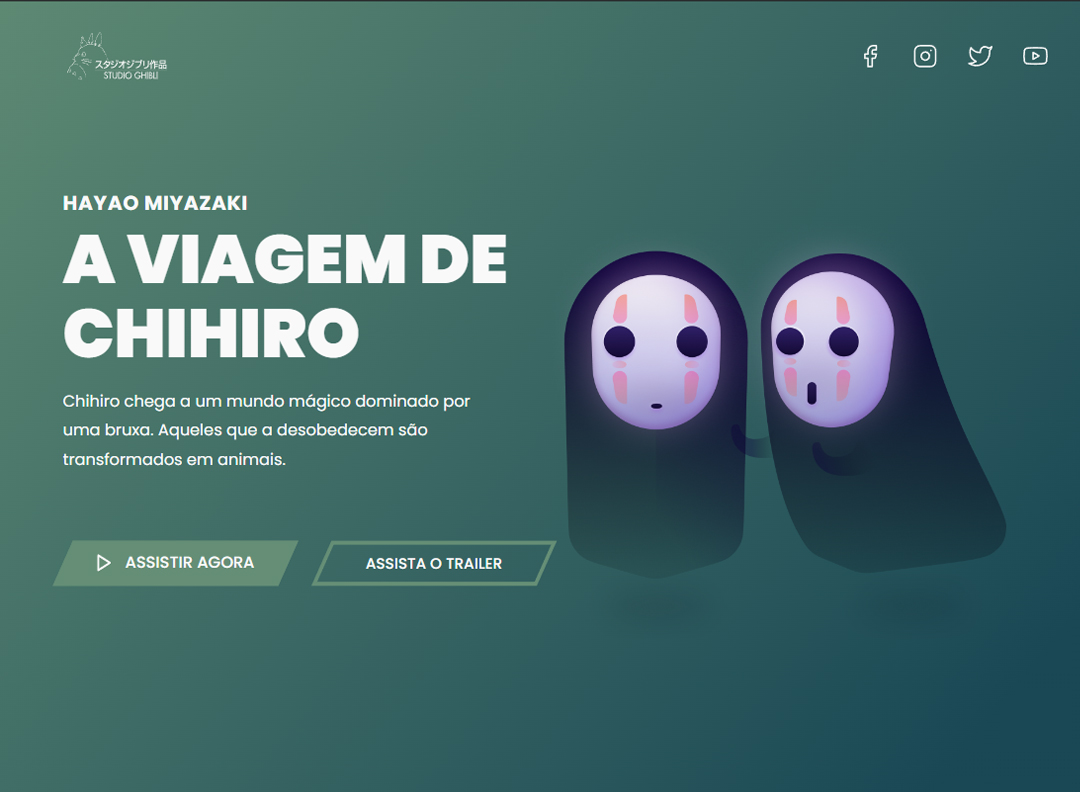 スタジオジブリ作品
STUDIO GHIBLI
HAYAO MIYAZAKI
A VIAGEM DE
CHIHIRO
Chihiro chega a um mundo mágico dominado por
uma bruxa. Aqueles que a desobedecem são
transformados em animais.
ASSISTIR AGORA
ASSISTA O TRAILER